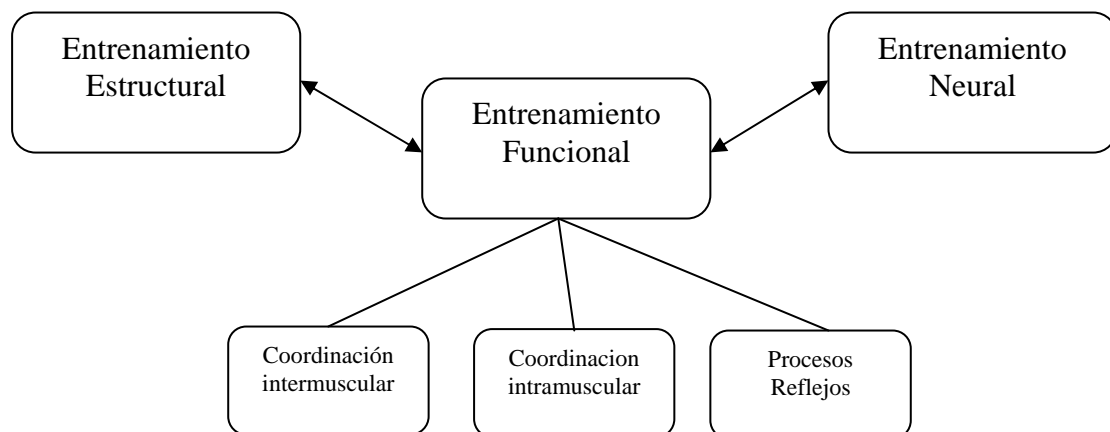 Entrenamiento
Estructural
Entrenamiento
Funcional
Entrenamiento
Neural
Coordinación
intermuscular
Coordinacion
intramuscular
Procesos
Reflejos